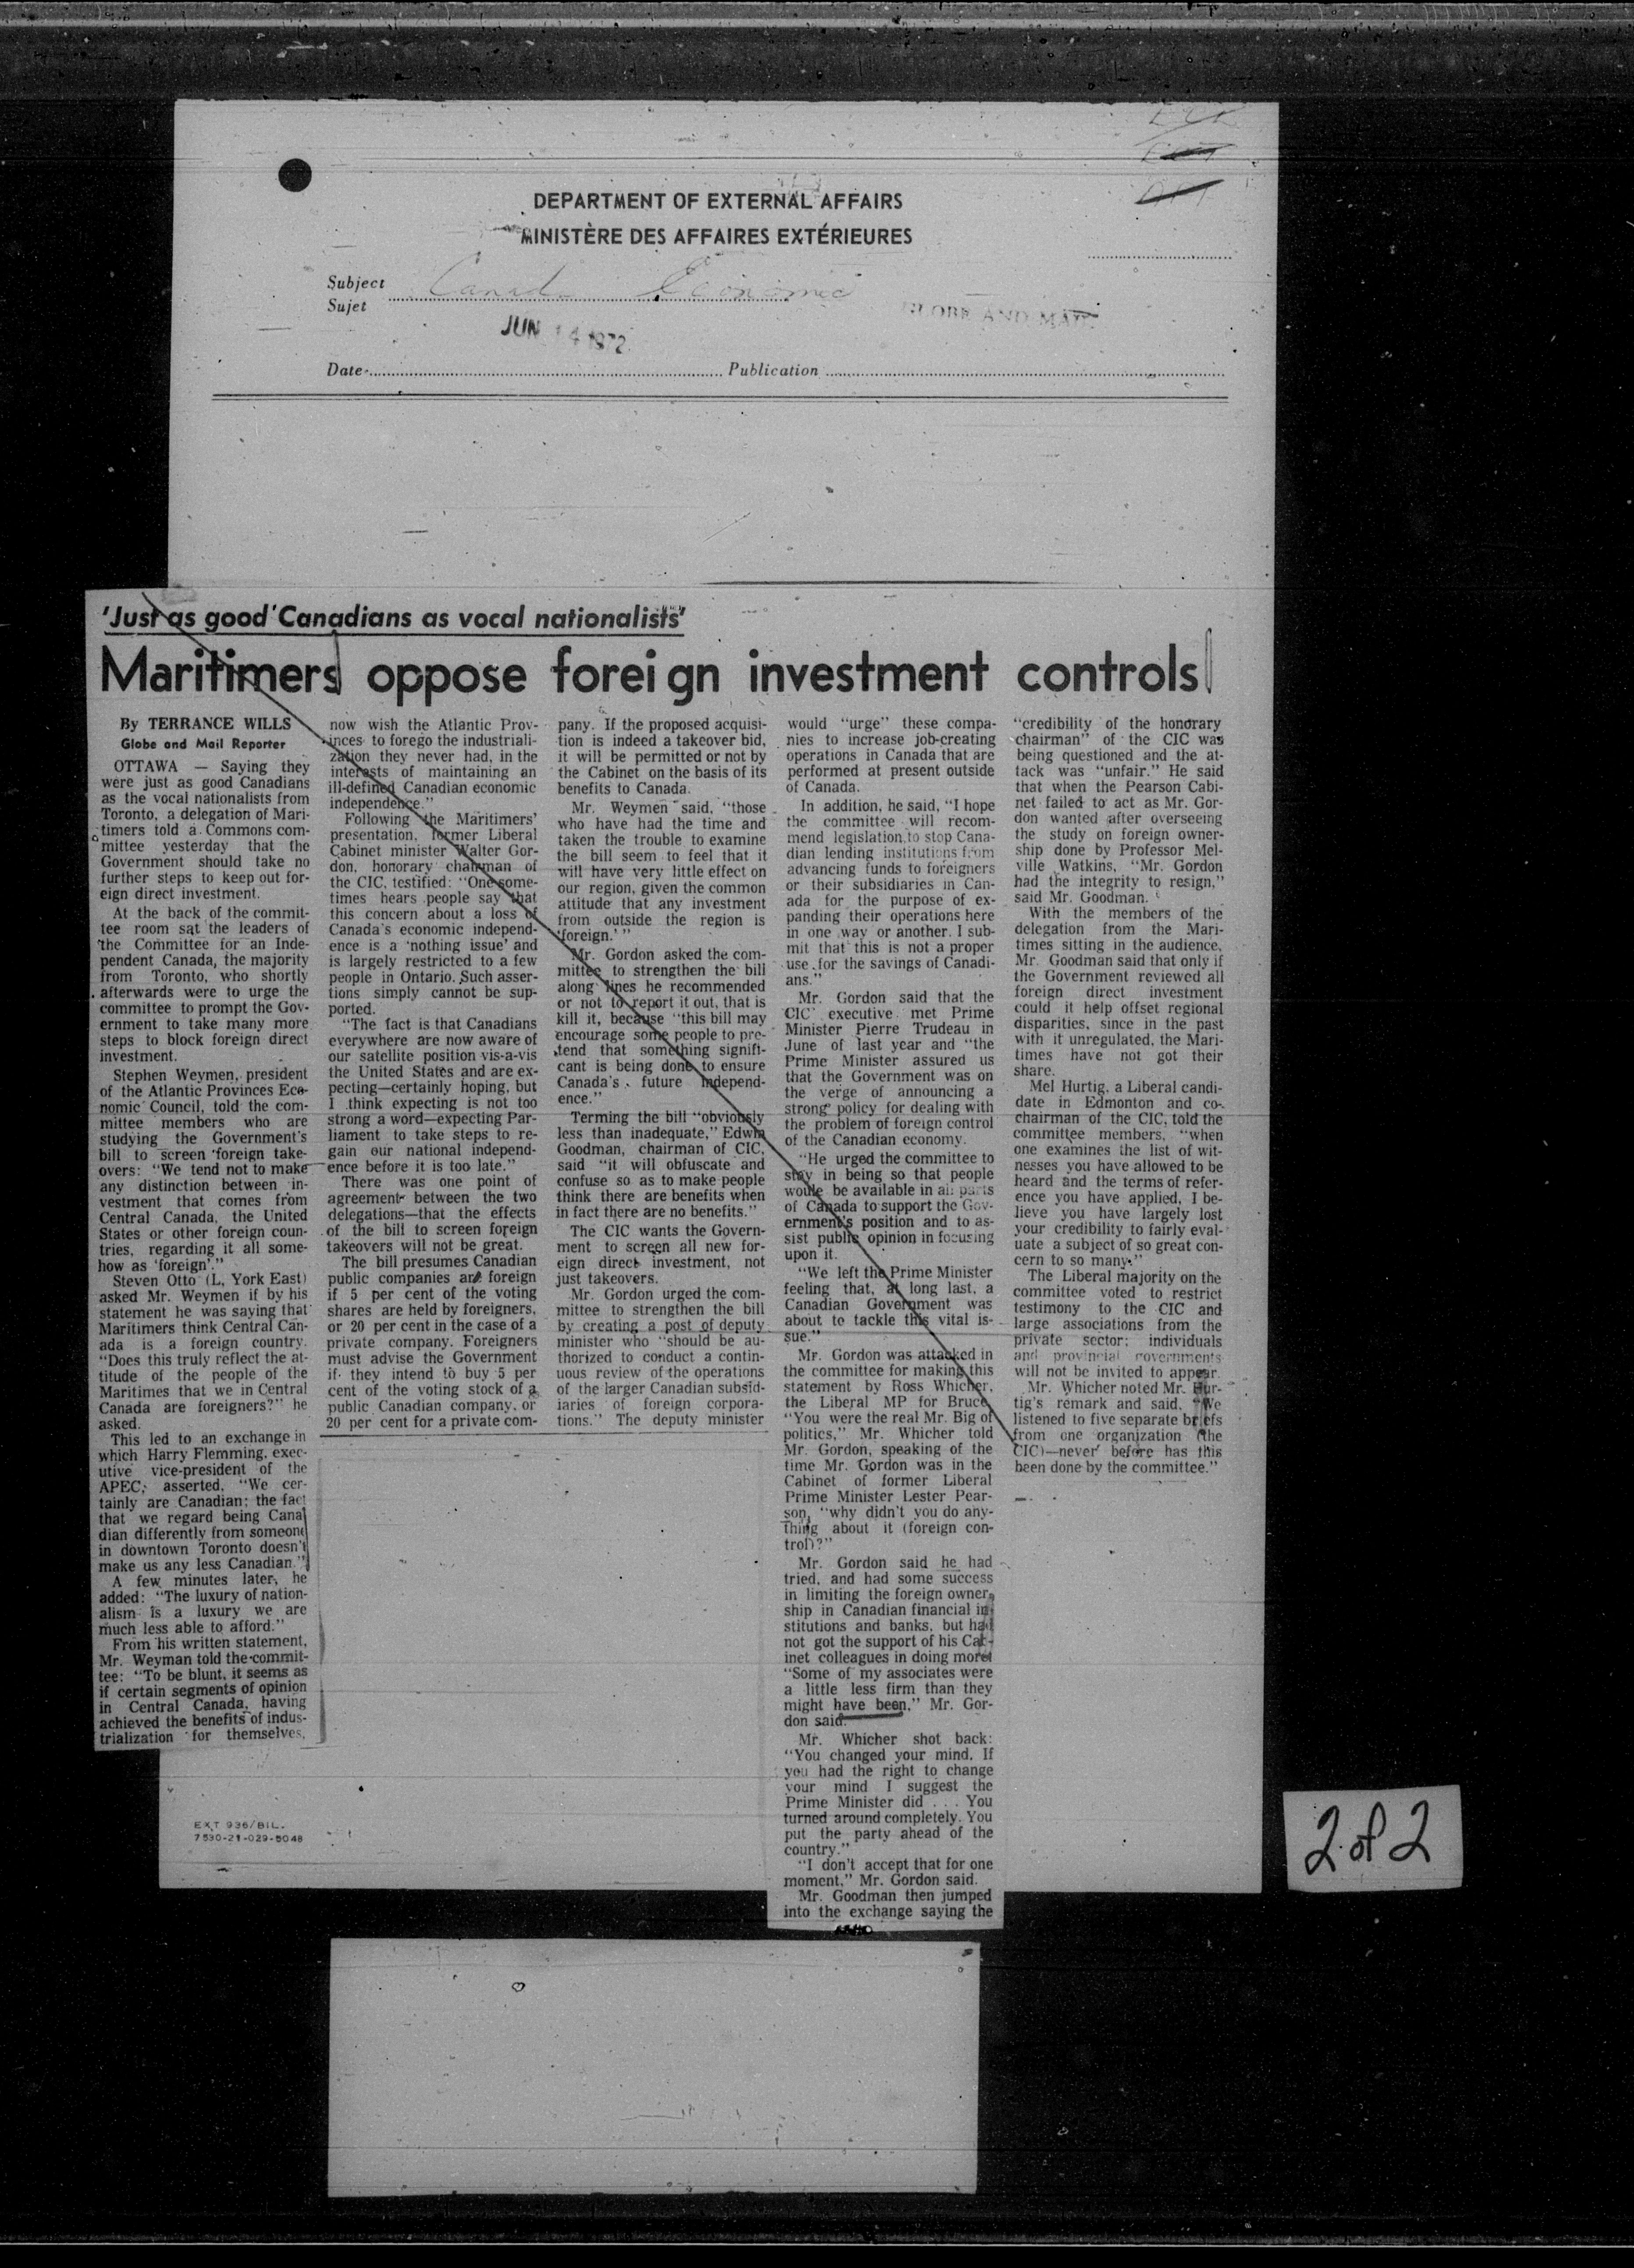 DEPARTMENT OF EXTERNAL AFFAIRS
MINISTÈRE DES AFFAIRES EXTÉRIEURES
Subject
Sujet
Canada Economic
GLOBE AND MAIL
JUN 14 1972
Date
Publication
'Just as good' Canadians as vocal nationalists'
Maritimers oppose foreign investment controls
By TERRANCE WILLS
Globe and Mail Reporter
OTTAWA — Saying they
were just as good Canadians
as the vocal nationalists from
Toronto, a delegation of Mari-
timers told a Commons com-
mittee yesterday that the
Government should take no
further steps to keep out for-
eign direct investment.
At the back of the commit-
tee room sat the leaders of
the Committee for an Inde-
pendent Canada, the majority
from Toronto, who shortly
afterwards were to urge the
committee to prompt the Gov-
ernment to take many more
steps to block foreign direct
investment.
Stephen Weymen, president
of the Atlantic Provinces Eco-
nomic Council, told the com-
mittee members who are
studying the Government's
bill to screen foreign take-
overs: "We tend not to make
any distinction between in-
vestment that comes from
Central Canada, the United
States or other foreign coun-
tries, regarding it all some-
how as 'foreign'."
Steven Otto (L, York East)
asked Mr. Weymen if by his
statement he was saying that
Maritimers think Central Can-
ada is a foreign country.
"Does this truly reflect the at-
titude of the people of the
Maritimes that we in Central
Canada are foreigners?" he
asked.
This led to an exchange in
which Harry Flemming, exec-
utive vice-president of the
APEC, asserted, "We cer-
tainly are Canadian; the fact
that we regard being Cana
dian differently from someone
in downtown Toronto doesn't
make us any less Canadian."
A few minutes later, he
added: "The luxury of nation-
alism is a luxury we are
much less able to afford."
From his written statement,
Mr. Weyman told the commit-
tee: "To be blunt, it seems as
if certain segments of opinion
in Central Canada, having
achieved the benefits of indus-
trialization for themselves,
now wish the Atlantic Prov-
inces to forego the industriali-
zation they never had, in the
interests of maintaining an
ill-defined Canadian economic
independence."
Following the Maritimers'
presentation, former Liberal
Cabinet minister Walter Gor-
don, honorary chairman of
the CIC, testified: "One some-
times hears people say that
this concern about a loss of
Canada's economic independ-
ence is a 'nothing issue' and
is largely restricted to a few
people in Ontario. Such asser-
tions simply cannot be sup-
ported.
"The fact is that Canadians
everywhere are now aware of
our satellite position vis-a-vis
the United States and are ex-
pecting—certainly hoping, but
I think expecting is not too
strong a word—expecting Par-
liament to take steps to re-
gain our national independ-
ence before it is too late."
There was one point of
agreement between the two
delegations—that the effects
of the bill to screen foreign
takeovers will not be great.
The bill presumes Canadian
public companies are foreign
if 5 per cent of the voting
shares are held by foreigners,
or 20 per cent in the case of a
private company. Foreigners
must advise the Government
if they intend to buy 5 per
cent of the voting stock of a
public Canadian company, or
20 per cent for a private com-
pany. If the proposed acquisi-
tion is indeed a takeover bid,
it will be permitted or not by
the Cabinet on the basis of its
benefits to Canada.
Mr. Weymen said, "those
who have had the time and
taken the trouble to examine
the bill seem to feel that it
will have very little effect on
our region, given the common
attitude that any investment
from outside the region is
'foreign.'"
Mr. Gordon asked the com-
mittee to strengthen the bill
along lines he recommended
or not to report it out, that is
kill it, because "this bill may
encourage some people to pre-
tend that something signifi-
cant is being done to ensure
Canada's future independ-
ence."
Terming the bill "obviously
less than inadequate," Edwin
Goodman, chairman of CIC,
said "it will obfuscate and
confuse so as to make people
think there are benefits when
in fact there are no benefits."
The CIC wants the Govern-
ment to screen all new for-
eign direct investment, not
just takeovers.
Mr. Gordon urged the com-
mittee to strengthen the bill
by creating a post of deputy
minister who "should be au-
thorized to conduct a contin-
uous review of the operations
of the larger Canadian subsid-
iaries of foreign corpora-
tions." The deputy minister
would "urge" these compa-
nies to increase job-creating
operations in Canada that are
performed at present outside
of Canada.
In addition, he said, "I hope
the committee will recom-
mend legislation to stop Cana-
dian lending institutions from
advancing funds to foreigners
or their subsidiaries in Can-
ada for the purpose of ex-
panding their operations here
in one way or another. I sub-
mit that this is not a proper
use for the savings of Canadi-
ans."
Mr. Gordon said that the
CIC executive met Prime
Minister Pierre Trudeau in
June of last year and "the
Prime Minister assured us
that the Government was on
the verge of announcing a
strong policy for dealing with
the problem of foreign control
of the Canadian economy.
"He urged the committee to
stay in being so that people
woule be available in all parts
of Canada to support the Gov-
ernment's position and to as-
sist public opinion in focusing
upon it.
"We left the Prime Minister
feeling that, at long last, a
Canadian Government was
about to tackle this vital is-
sue."
Mr. Gordon was attacked in
the committee for making this
statement by Ross Whicher,
the Liberal MP for Bruce.
"You were the real Mr. Big of
politics," Mr. Whicher told
Mr. Gordon, speaking of the
time Mr. Gordon was in the
Cabinet of former Liberal
Prime Minister Lester Pear-
son, "why didn't you do any-
thing about it (foreign con-
trol)?"
Mr. Gordon said he had
tried, and had some success
in limiting the foreign owner-
ship in Canadian financial in-
stitutions and banks, but had
not got the support of his Cab-
inet colleagues in doing more.
"Some of my associates were
a little less firm than they
might have been," Mr. Gor-
don said.
Mr. Whicher shot back:
"You changed your mind. If
you had the right to change
your mind I suggest the
Prime Minister did . . . You
turned around completely. You
put the party ahead of the
country."
"I don't accept that for one
moment," Mr. Gordon said.
Mr. Goodman then jumped
into the exchange saying the
"credibility of the honorary
chairman" of the CIC was
being questioned and the at-
tack was "unfair." He said
that when the Pearson Cabi-
net failed to act as Mr. Gor-
don wanted after overseeing
the study on foreign owner-
ship done by Professor Mel-
ville Watkins, "Mr. Gordon
had the integrity to resign,"
said Mr. Goodman.
With the members of the
delegation from the Mari-
times sitting in the audience,
Mr. Goodman said that only if
the Government reviewed all
foreign direct investment
could it help offset regional
disparities, since in the past
with it unregulated, the Mari-
times have not got their
share.
Mel Hurtig, a Liberal candi-
date in Edmonton and co-
chairman of the CIC, told the
committee members, "when
one examines the list of wit-
nesses you have allowed to be
heard and the terms of refer-
ence you have applied, I be-
lieve you have largely lost
your credibility to fairly eval-
uate a subject of so great con-
cern to so many."
The Liberal majority on the
committee voted to restrict
testimony to the CIC and
large associations from the
private sector; individuals
and provincial governments
will not be invited to appear.
Mr. Whicher noted Mr. Hur-
tig's remark and said, "We
listened to five separate briefs
from one organization (the
CIC)—never before has this
been done by the committee."
EXT 936/BIL.
7530-21-029-5048
2 of 2